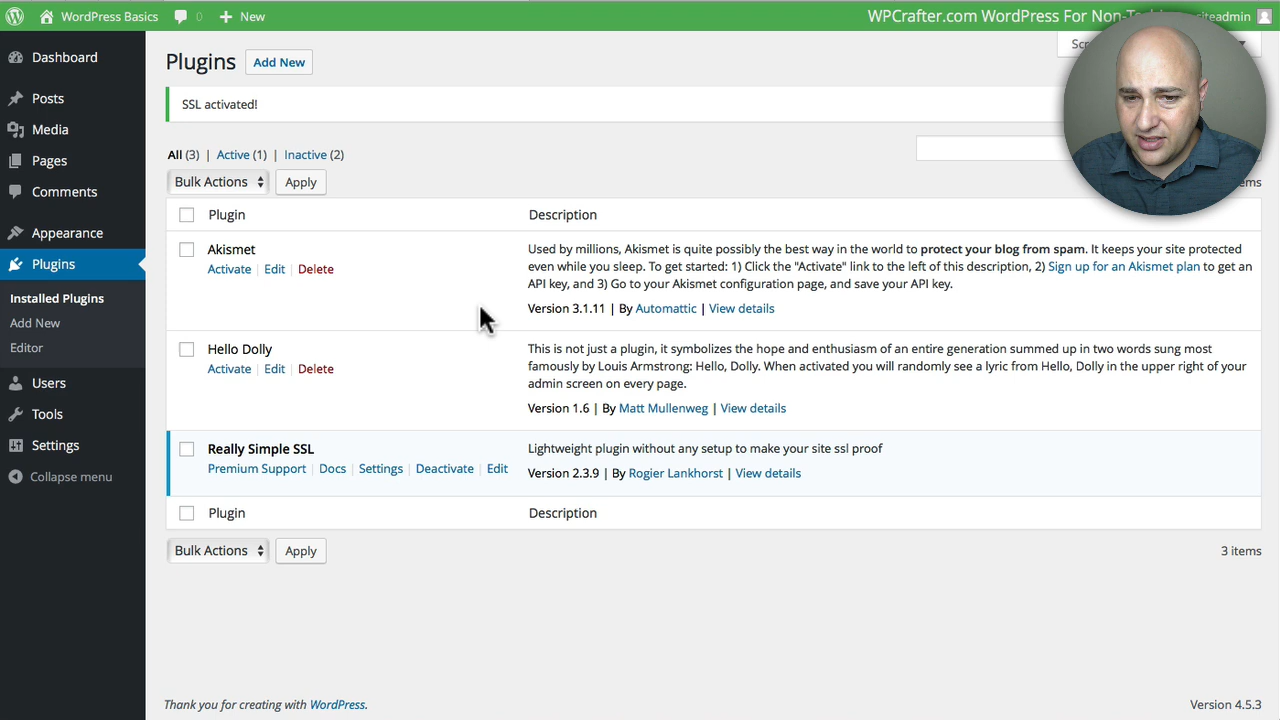 WordPress Basics 0 New WPCrafter.com WordPress For Non- siteadmin
Dashboard
Posts
Media
Pages
Comments
Appearance
Plugins
Installed Plugins
Add New
Editor
Users
Tools
Settings
Collapse menu
Plugins Add New
SSL activated!
All (3) | Active (1) | Inactive (2)
Bulk Actions Apply
Plugin Description
Akismet
Activate | Edit | Delete
Used by millions, Akismet is quite possibly the best way in the world to protect your blog from spam. It keeps your site protected
even while you sleep. To get started: 1) Click the "Activate" link to the left of this description, 2) Sign up for an Akismet plan to get an
API key, and 3) Go to your Akismet configuration page, and save your API key.
Version 3.1.11 | By Automattic | View details
Hello Dolly
Activate | Edit | Delete
This is not just a plugin, it symbolizes the hope and enthusiasm of an entire generation summed up in two words sung most
famously by Louis Armstrong: Hello, Dolly. When activated you will randomly see a lyric from Hello, Dolly in the upper right of your
admin screen on every page.
Version 1.6 | By Matt Mullenweg | View details
Really Simple SSL
Premium Support | Docs | Settings | Deactivate | Edit
Lightweight plugin without any setup to make your site ssl proof
Version 2.3.9 | By Rogier Lankhorst | View details
Plugin Description
Bulk Actions Apply
3 items
Thank you for creating with WordPress.
Version 4.5.3